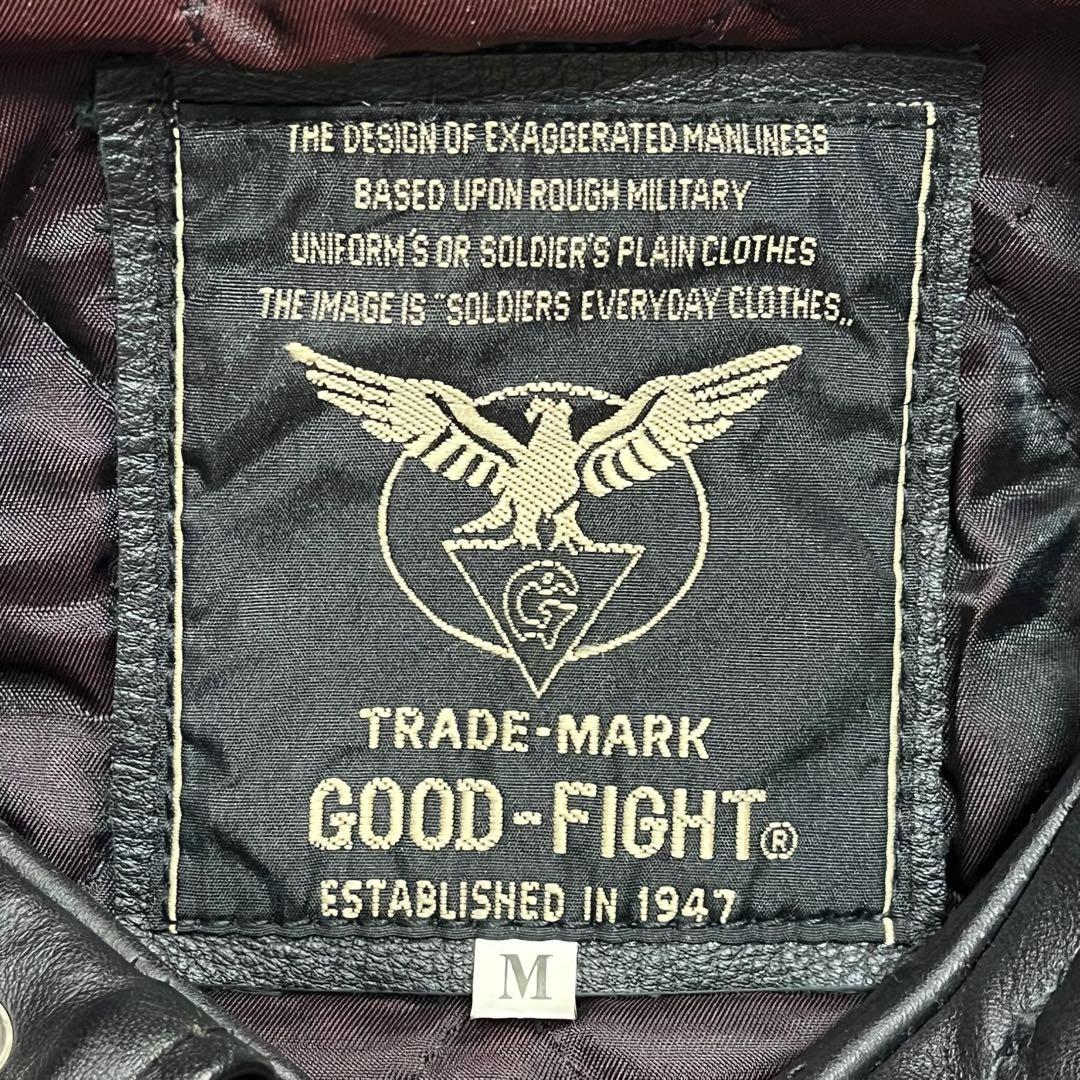 THE DESIGN OF EXAGGERATED MANLINESS
BASED UPON ROUGH MILITARY
UNIFORM'S OR SOLDIER'S PLAIN CLOTHES
THE IMAGE IS "SOLDIERS EVERYDAY CLOTHES„
G
TRADE-MARK
GOOD-FIGHT®
ESTABLISHED IN 1947
M